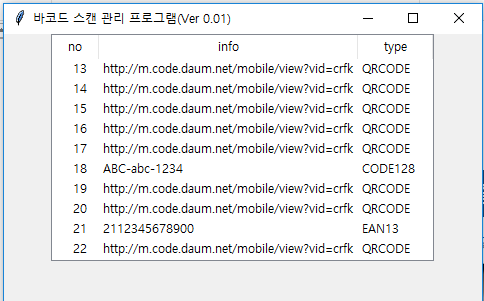 바코드 스캔 관리 프로그램(Ver 0.01)
no info type
13 http://m.code.daum.net/mobile/view?vid=crfk QRCODE
14 http://m.code.daum.net/mobile/view?vid=crfk QRCODE
15 http://m.code.daum.net/mobile/view?vid=crfk QRCODE
16 http://m.code.daum.net/mobile/view?vid=crfk QRCODE
17 http://m.code.daum.net/mobile/view?vid=crfk QRCODE
18 ABC-abc-1234 CODE128
19 http://m.code.daum.net/mobile/view?vid=crfk QRCODE
20 http://m.code.daum.net/mobile/view?vid=crfk QRCODE
21 2112345678900 EAN13
22 http://m.code.daum.net/mobile/view?vid=crfk QRCODE